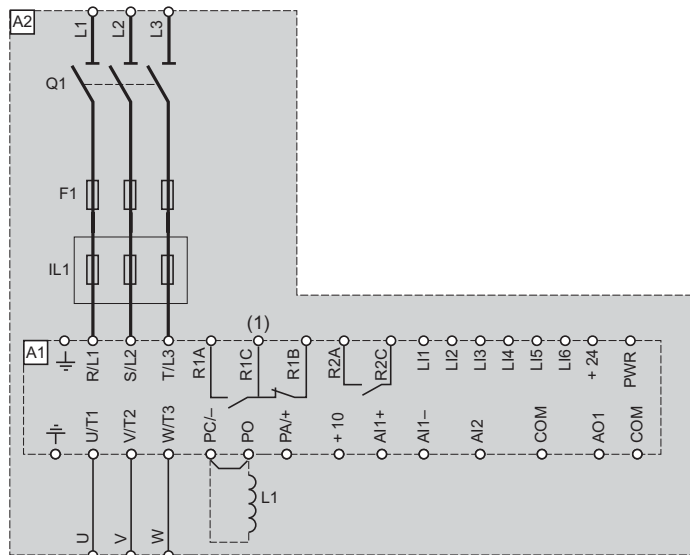 A2
L1 L2 L3
Q1
F1
IL1
(1)
A1
R/L1 S/L2 T/L3 R1A R1C R1B R2A R2C LI1 LI2 LI3 LI4 LI5 LI6 + 24 PWR
U/T1 V/T2 W/T3 PC/– PO PA/+ + 10 AI1+ AI1– AI2 COM AO1 COM
L1
U V W